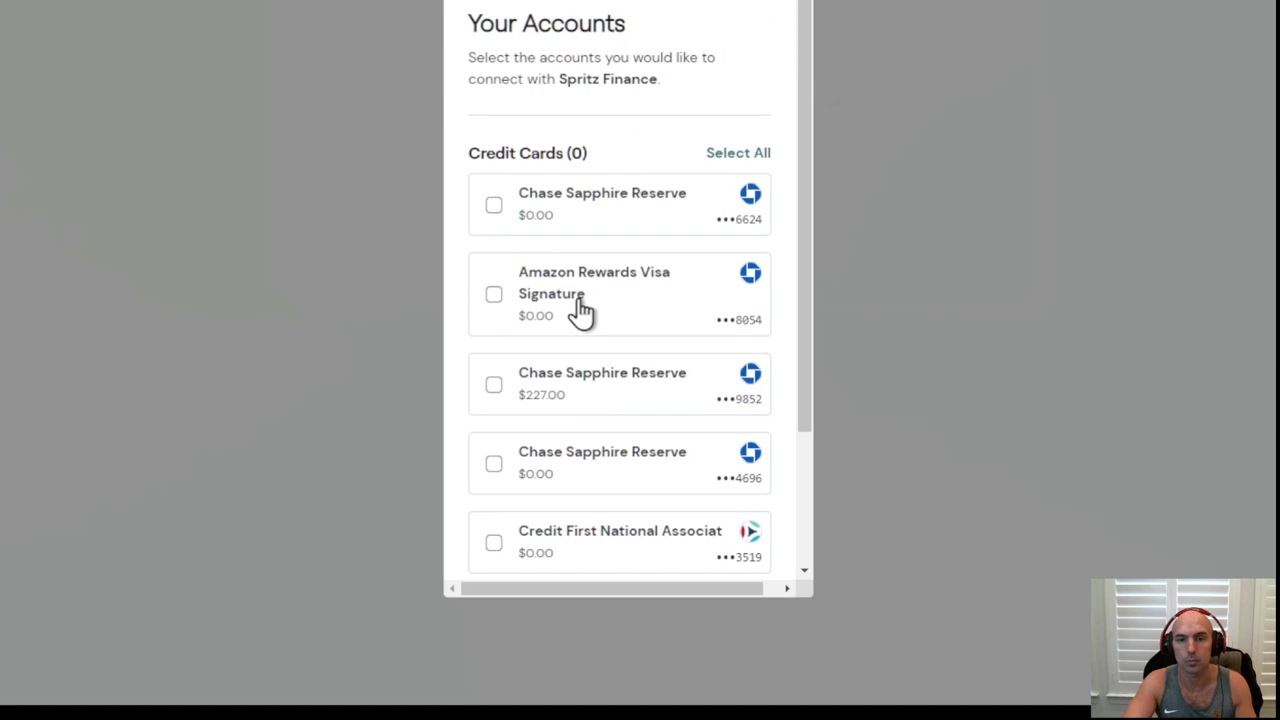 Your Accounts
Select the accounts you would like to
connect with Spritz Finance.
Credit Cards (0)
Select All
Chase Sapphire Reserve
$0.00
•••6624
Amazon Rewards Visa
Signature
$0.00
•••8054
Chase Sapphire Reserve
$227.00
•••9852
Chase Sapphire Reserve
$0.00
•••4696
Credit First National Associat
$0.00
•••3519